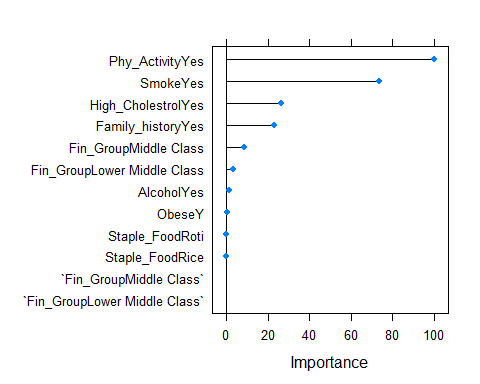 Phy_ActivityYes
SmokeYes
High_CholestrolYes
Family_historyYes
Fin_GroupMiddle Class
Fin_GroupLower Middle Class
AlcoholYes
ObeseY
Staple_FoodRoti
Staple_FoodRice
`Fin_GroupMiddle Class`
`Fin_GroupLower Middle Class`
0 20 40 60 80 100
Importance